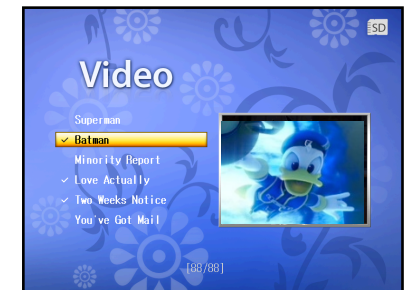 SD
Video
Superman
✓ Batman
Minority Report
✓ Love Actually
✓ Two Weeks Notice
You've Got Mail
[88/88]